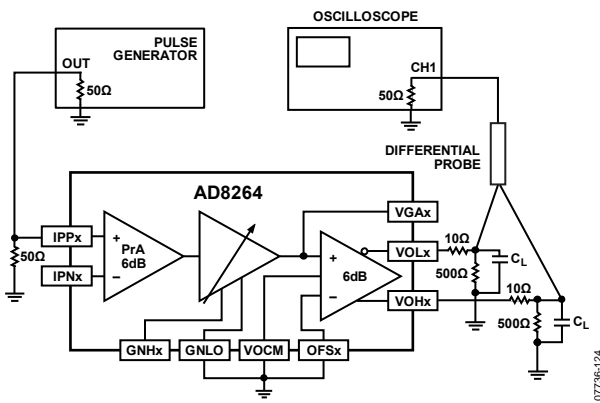 OSCILLOSCOPE
PULSE
GENERATOR
OUT
50Ω
CH1
50Ω
DIFFERENTIAL
PROBE
AD8264
VGAx
IPPx
PrA
6dB
+
–
50Ω
IPNx
+
–
6dB
VOLx
10Ω
500Ω
CL
VOHx
10Ω
500Ω
CL
GNHx
GNLO
VOCM
OFSx
07736-124